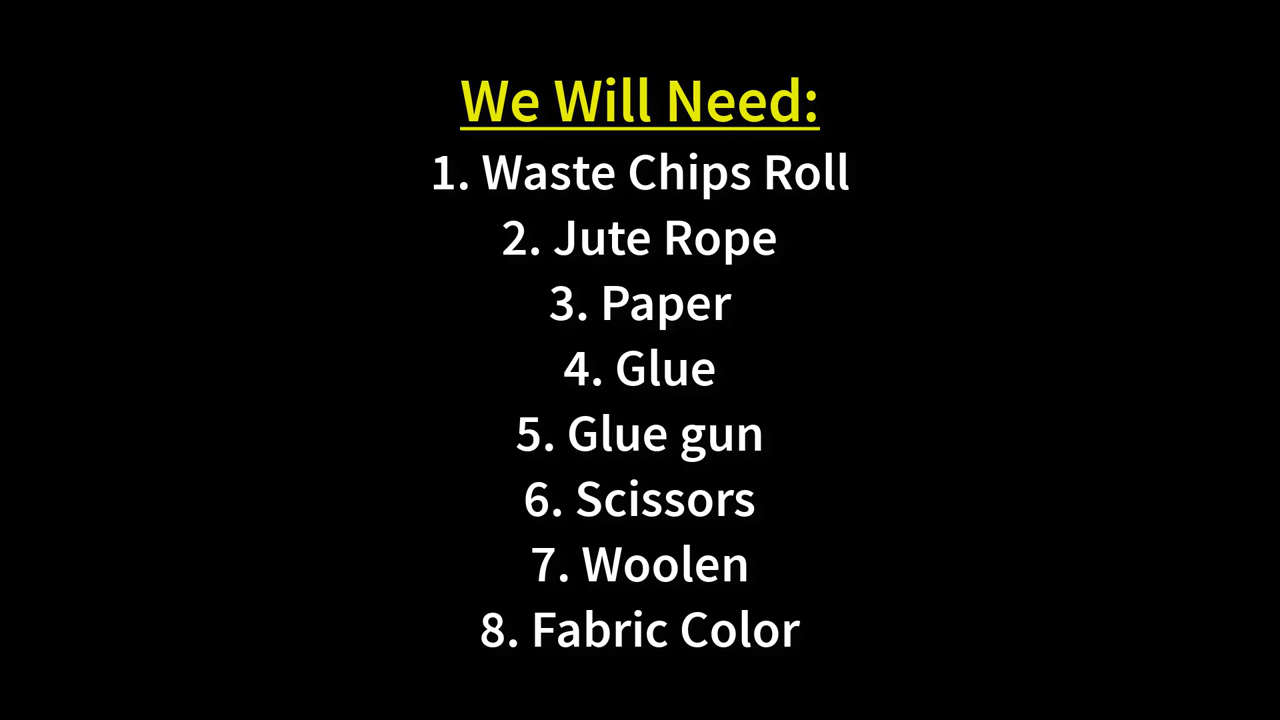 We Will Need:
1. Waste Chips Roll
2. Jute Rope
3. Paper
4. Glue
5. Glue gun
6. Scissors
7. Woolen
8. Fabric Color